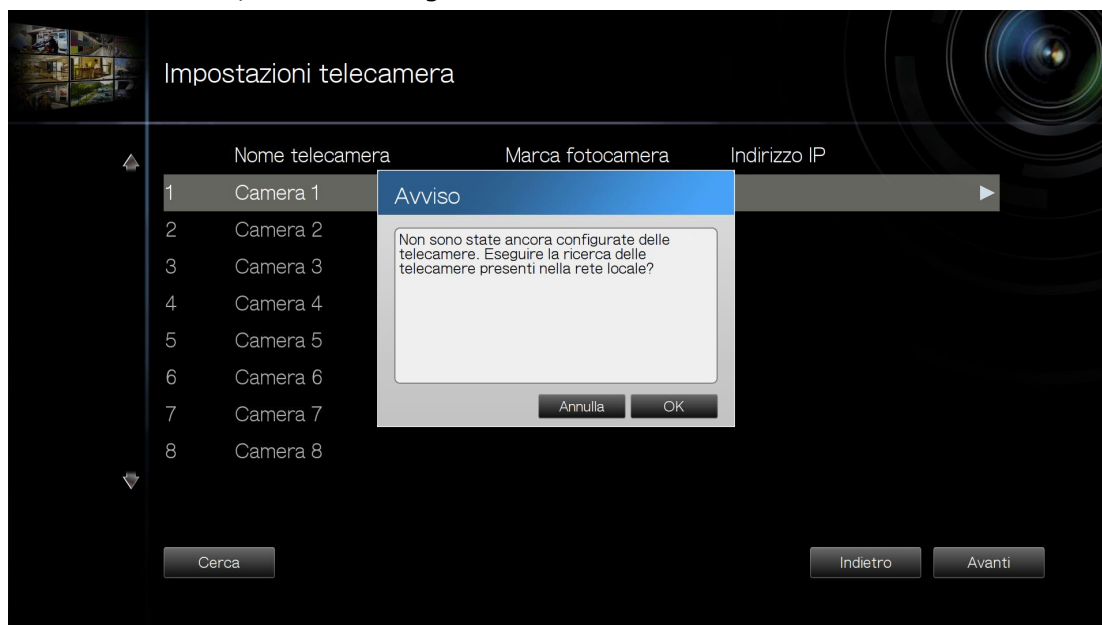 Impostazioni telecamera
Nome telecamera Marca fotocamera Indirizzo IP
1 Camera 1
Avviso
2 Camera 2
Non sono state ancora configurate delle
telecamere. Eseguire la ricerca delle
telecamere presenti nella rete locale?
3 Camera 3
4 Camera 4
5 Camera 5
6 Camera 6
7 Camera 7
Annulla OK
8 Camera 8
Cerca Indietro Avanti